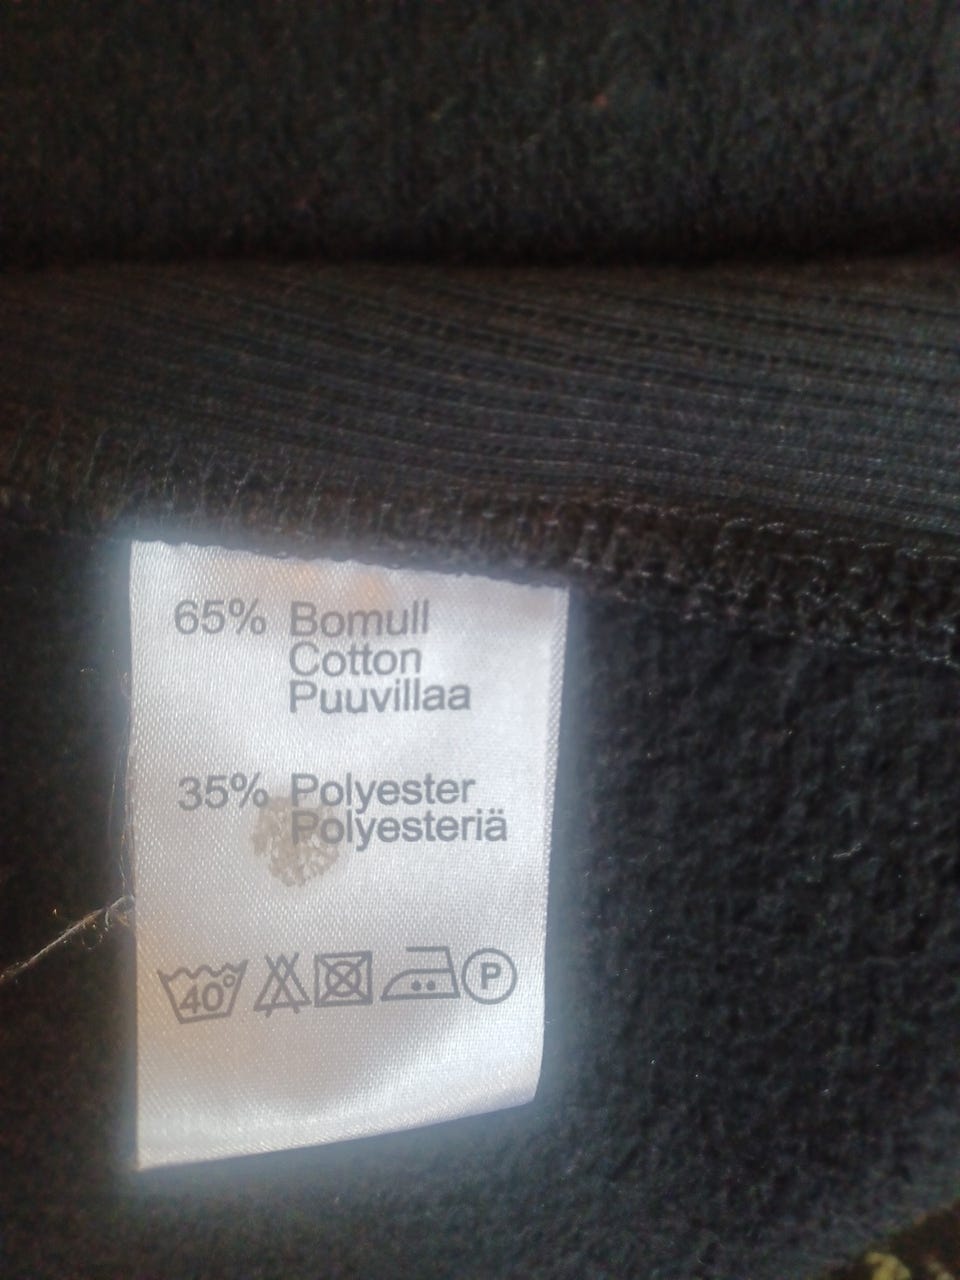 65% Bomull
Cotton
Puuvillaa
35% Polyester
Polyesteriä
40° P